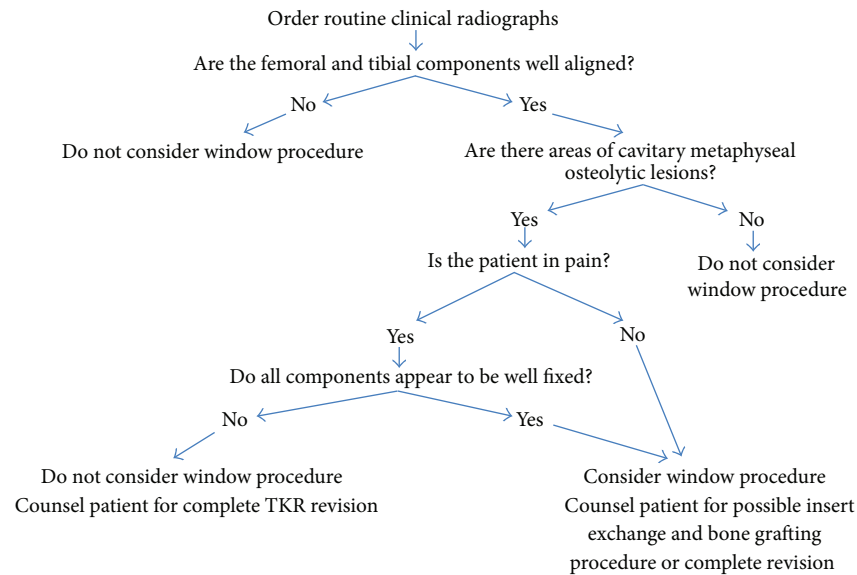 Order routine clinical radiographs
Are the femoral and tibial components well aligned?
No
Yes
Do not consider window procedure
Are there areas of cavitary metaphyseal
osteolytic lesions?
Yes
No
Is the patient in pain?
Do not consider
window procedure
Yes
No
Do all components appear to be well fixed?
No
Yes
Do not consider window procedure
Counsel patient for complete TKR revision
Consider window procedure
Counsel patient for possible insert
exchange and bone grafting
procedure or complete revision